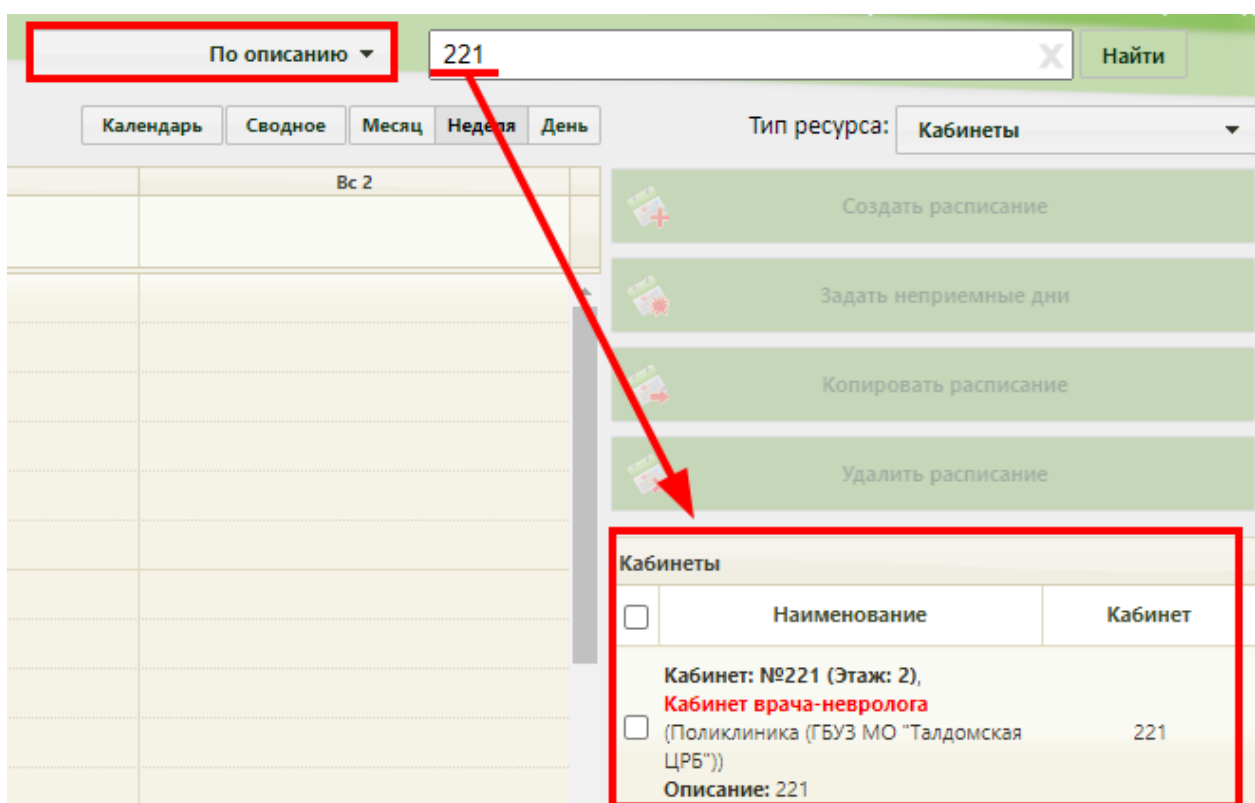 По описанию
221
Найти
Календарь Сводное Месяц Неделя День
Тип ресурса: Кабинеты
Вс 2
Создать расписание
Задать неприемные дни
Копировать расписание
Удалить расписание
Кабинеты
Наименование Кабинет
Кабинет: №221 (Этаж: 2),
Кабинет врача-невролога
(Поликлиника (ГБУЗ МО "Талдомская
ЦРБ"))
221
Описание: 221